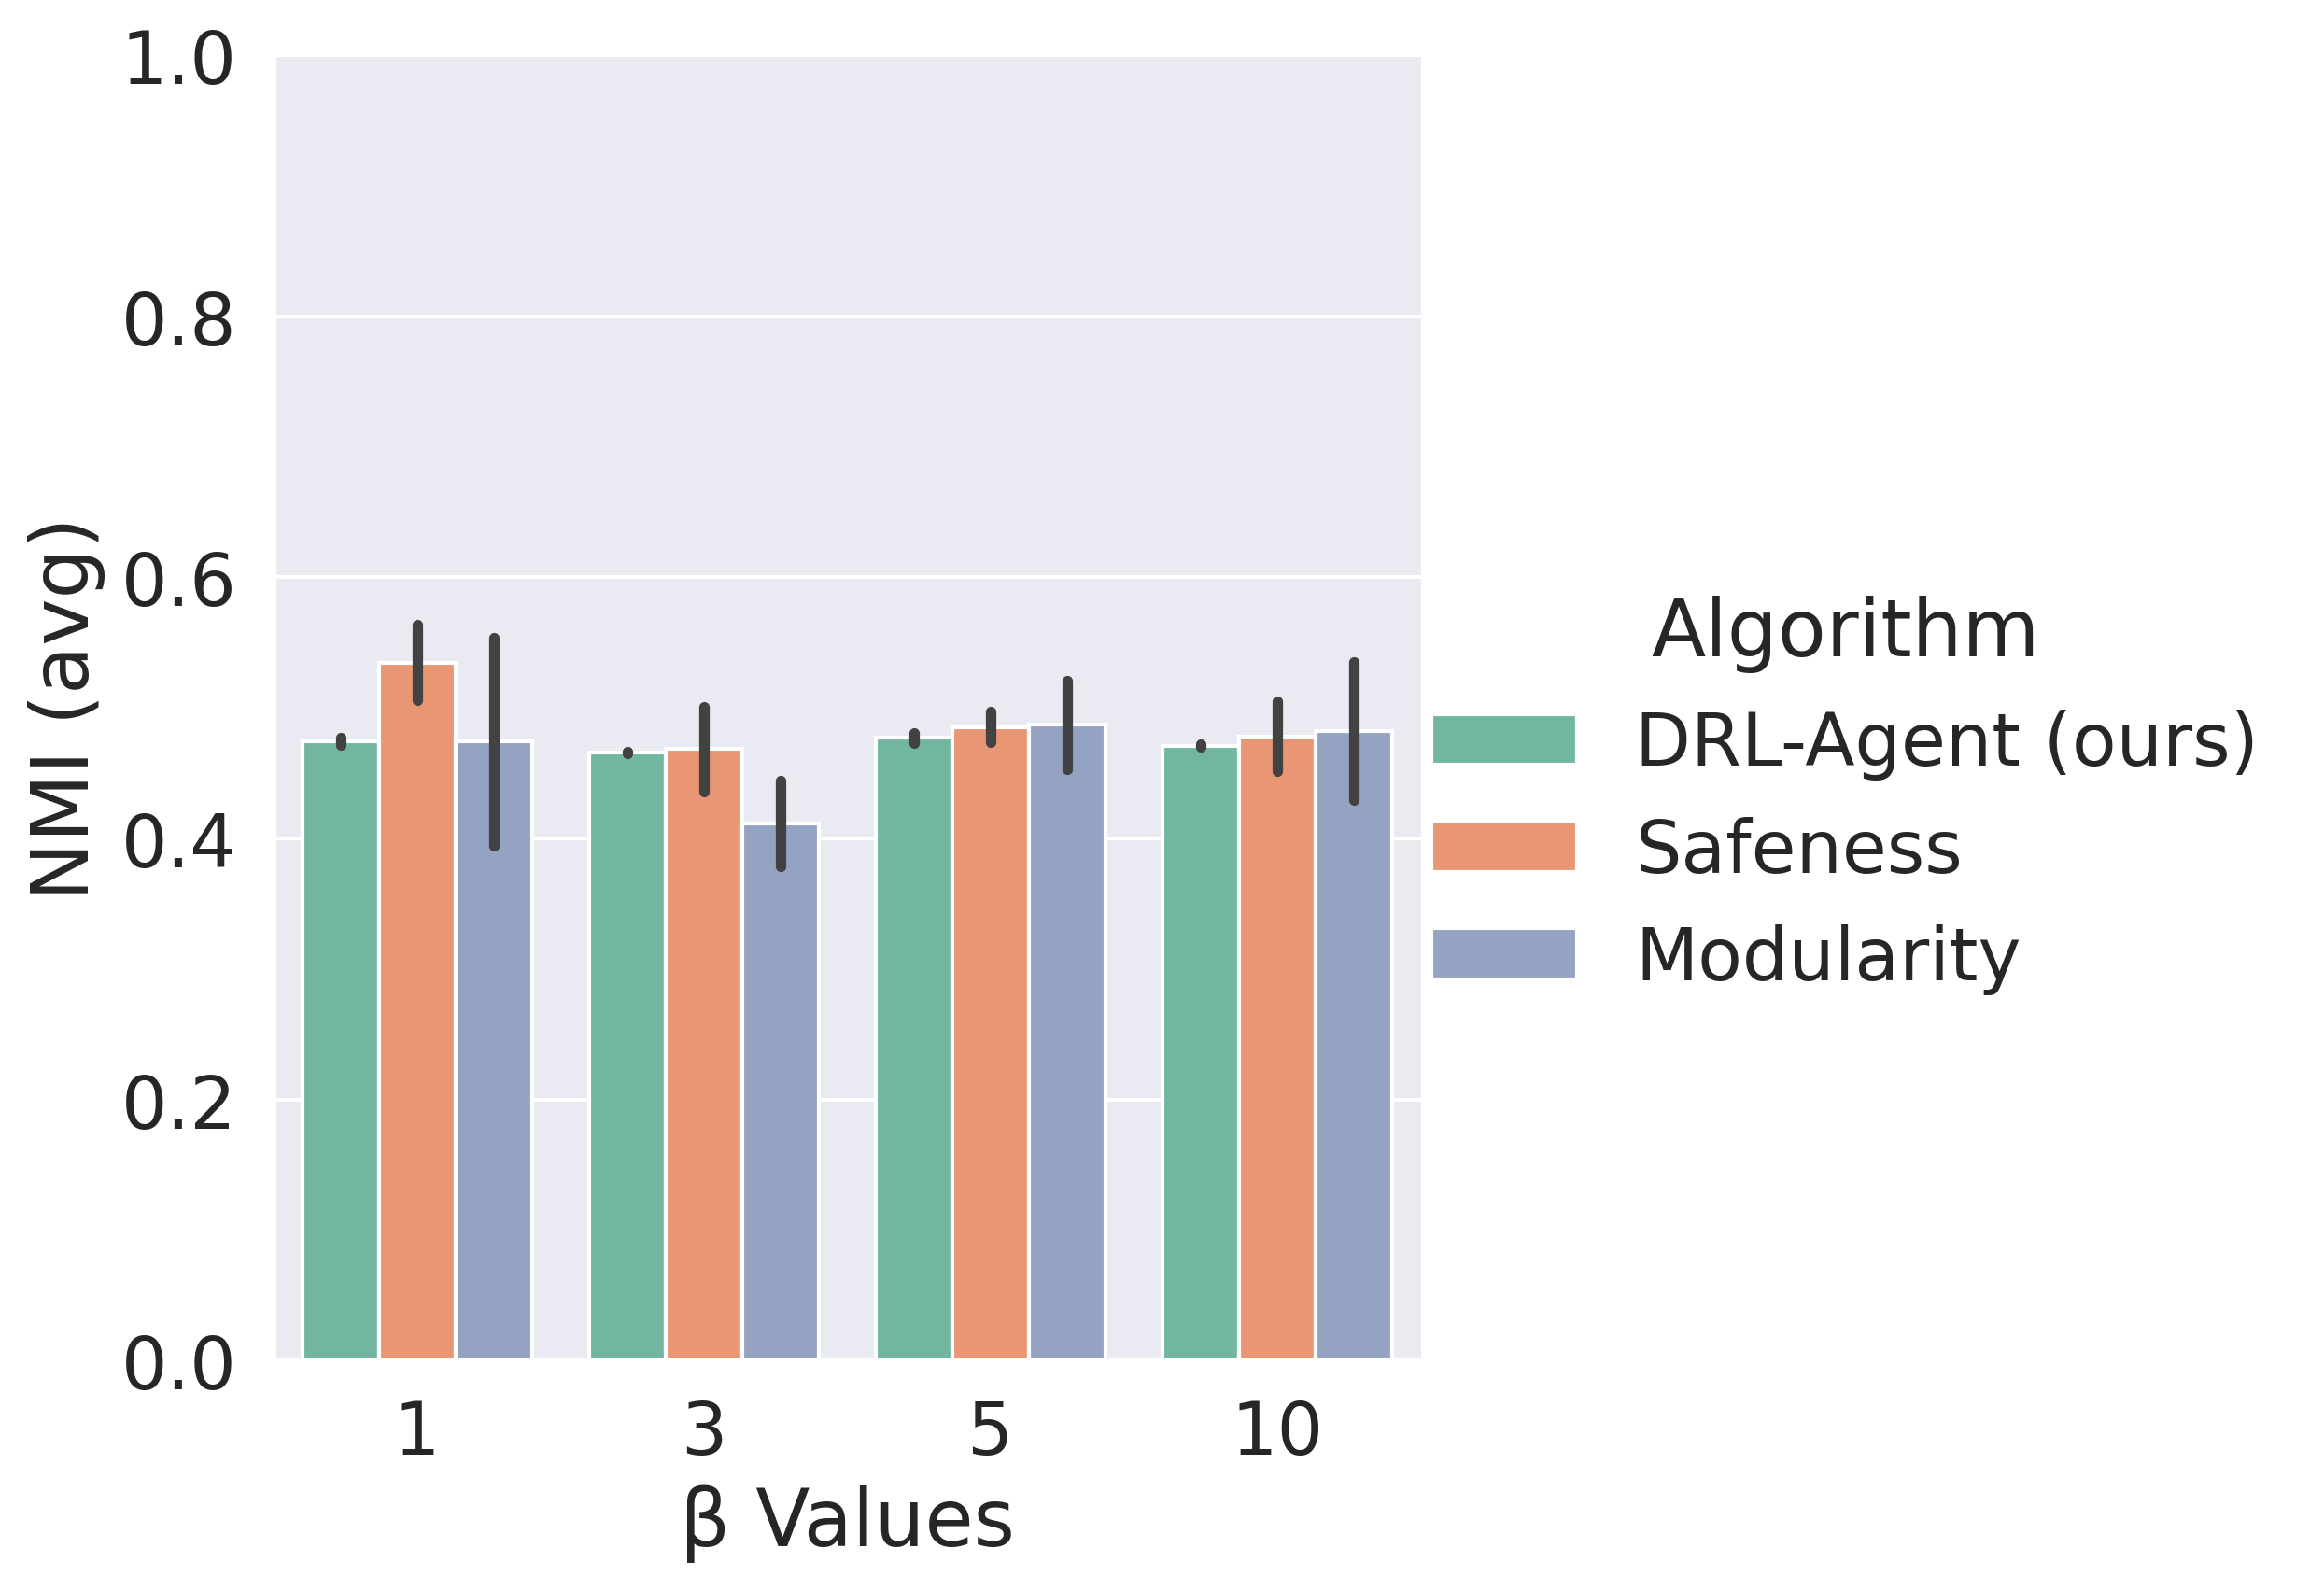 NMI (avg)
1.0
0.8
0.6
0.4
0.2
0.0
1 3 5 10
β Values
Algorithm
DRL-Agent (ours)
Safeness
Modularity